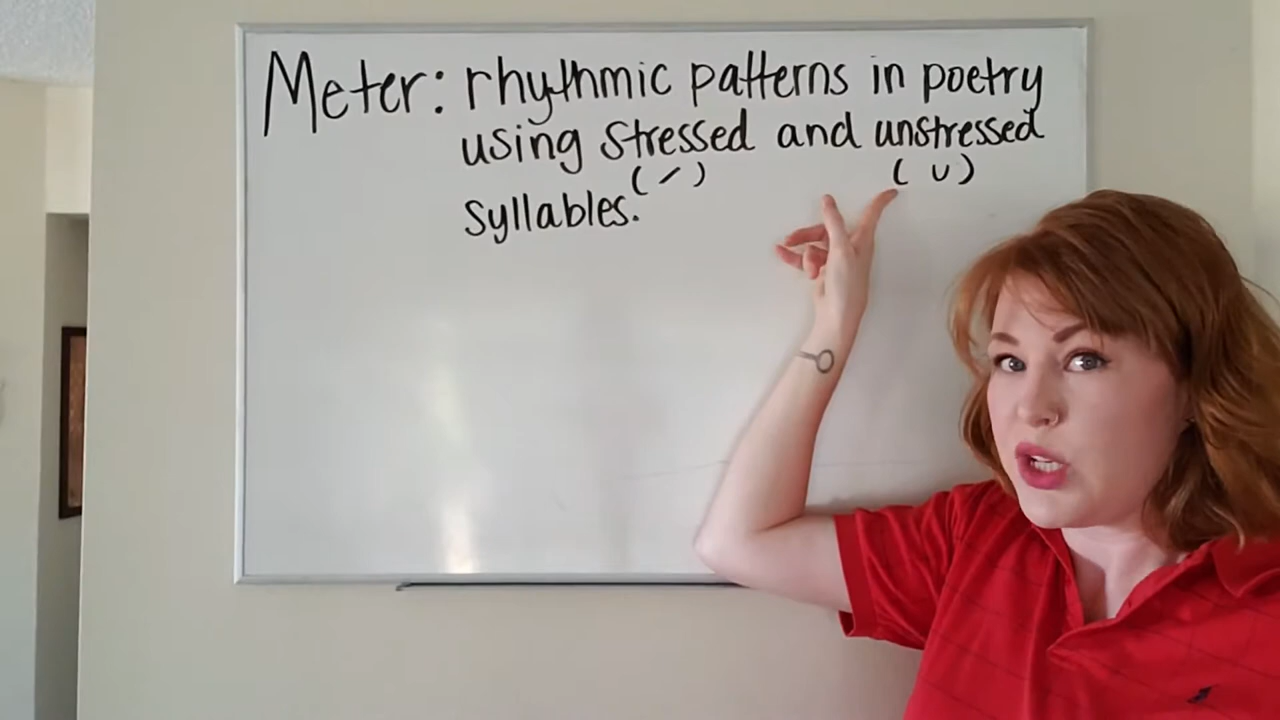 Meter: rhythmic patterns in poetry
using stressed and unstressed
( ⁄ ) ( ∪ )
syllables.